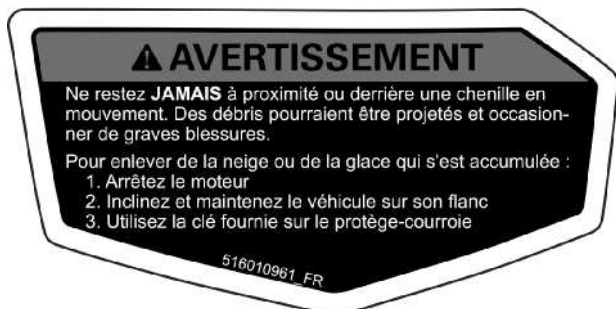 ⚠ AVERTISSEMENT
Ne restez JAMAIS à proximité ou derrière une chenille en
mouvement. Des débris pourraient être projetés et occasion-
ner de graves blessures.
Pour enlever de la neige ou de la glace qui s'est accumulée :
1. Arrêtez le moteur
2. Inclinez et maintenez le véhicule sur son flanc
3. Utilisez la clé fournie sur le protège-courroie
516010961_FR